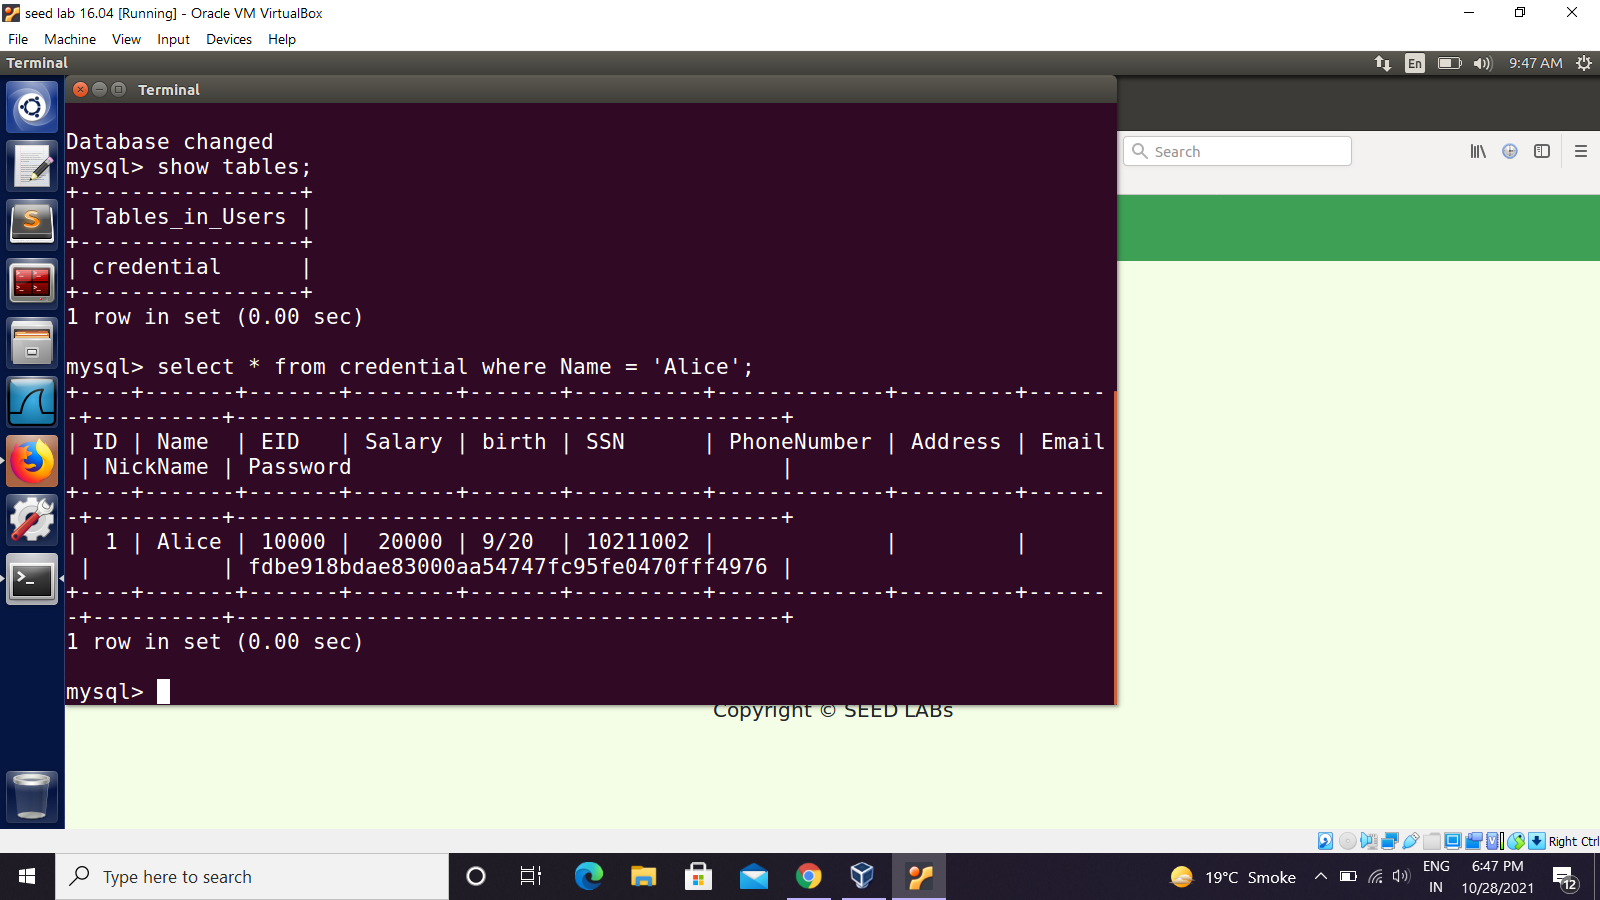 seed lab 16.04 [Running] - Oracle VM VirtualBox
File Machine View Input Devices Help
Terminal
En
9:47 AM
Terminal
Database changed
mysql> show tables;
+-----------------+
| Tables_in_Users |
+-----------------+
| credential      |
+-----------------+
1 row in set (0.00 sec)
mysql> select * from credential where Name = 'Alice';
+----+-------+-------+--------+-------+----------+-------------+---------+------
-+----------+------------------------------------------+
| ID | Name  | EID   | Salary | birth | SSN      | PhoneNumber | Address | Email
 | NickName | Password                                 |
+----+-------+-------+--------+-------+----------+-------------+---------+------
-+----------+------------------------------------------+
|  1 | Alice | 10000 |  20000 | 9/20  | 10211002 |             |         |
 |          | fdbe918bdae83000aa54747fc95fe0470fff4976 |
+----+-------+-------+--------+-------+----------+-------------+---------+------
-+----------+------------------------------------------+
1 row in set (0.00 sec)
mysql>
Search
Copyright © SEED LABs
Right Ctrl
Type here to search
19°C Smoke
ENG
IN
6:47 PM
10/28/2021
12